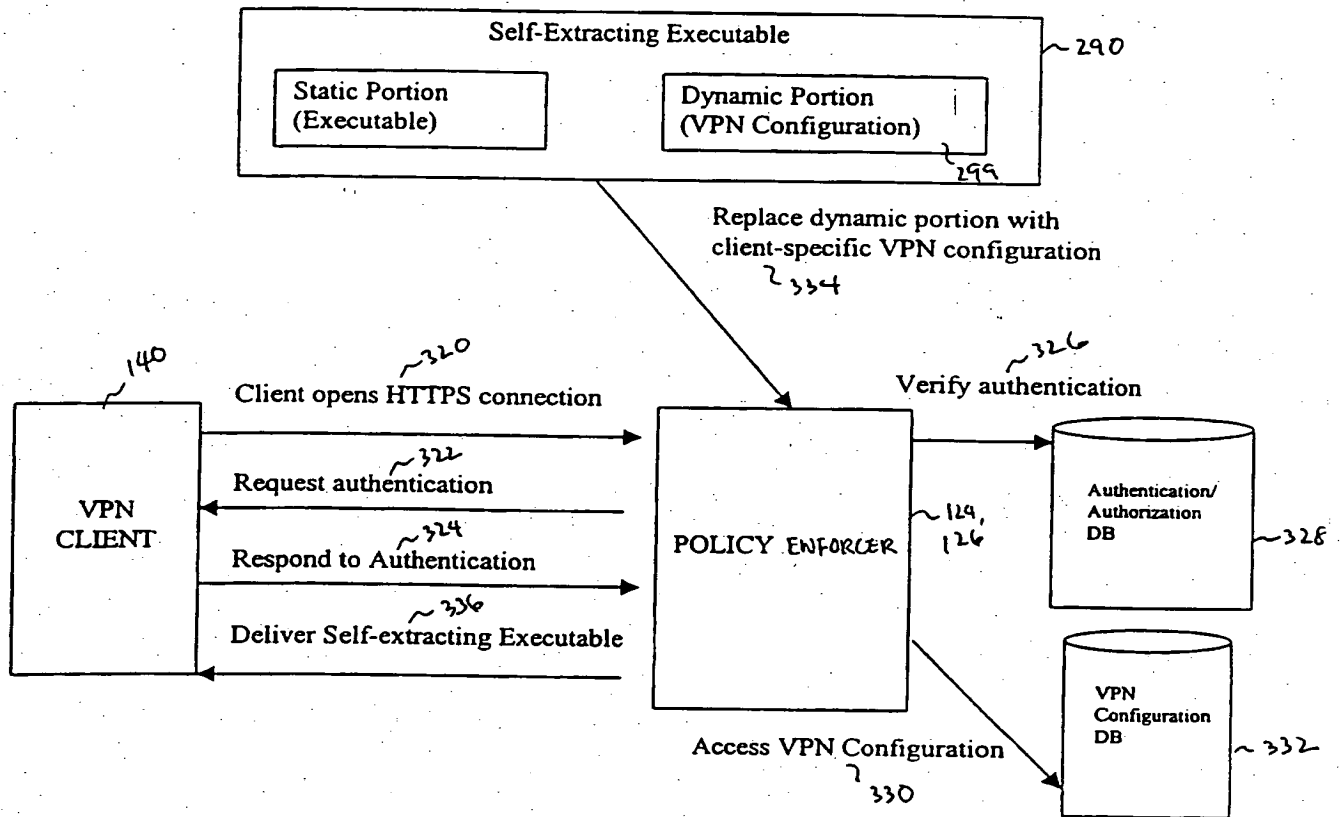 Self-Extracting Executable
290
Static Portion
(Executable)
Dynamic Portion
(VPN Configuration)
299
Replace dynamic portion with
client-specific VPN configuration
334
140
320
Client opens HTTPS connection
326
Verify authentication
322
Request authentication
VPN
CLIENT
324
Respond to Authentication
336
Deliver Self-extracting Executable
POLICY ENFORCER
124,
126
Authentication/
Authorization
DB
328
VPN
Configuration
DB
332
Access VPN Configuration
330